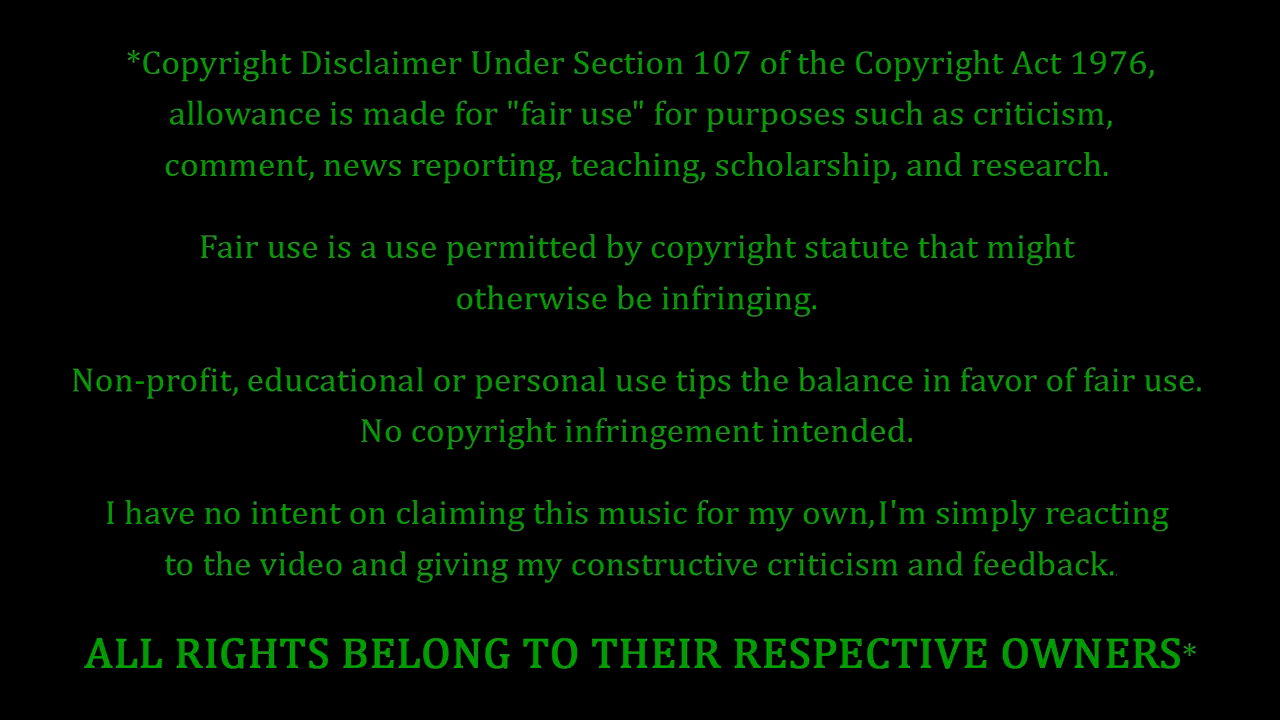 *Copyright Disclaimer Under Section 107 of the Copyright Act 1976,
allowance is made for "fair use" for purposes such as criticism,
comment, news reporting, teaching, scholarship, and research.
Fair use is a use permitted by copyright statute that might
otherwise be infringing.
Non-profit, educational or personal use tips the balance in favor of fair use.
No copyright infringement intended.
I have no intent on claiming this music for my own,I'm simply reacting
to the video and giving my constructive criticism and feedback.
ALL RIGHTS BELONG TO THEIR RESPECTIVE OWNERS*